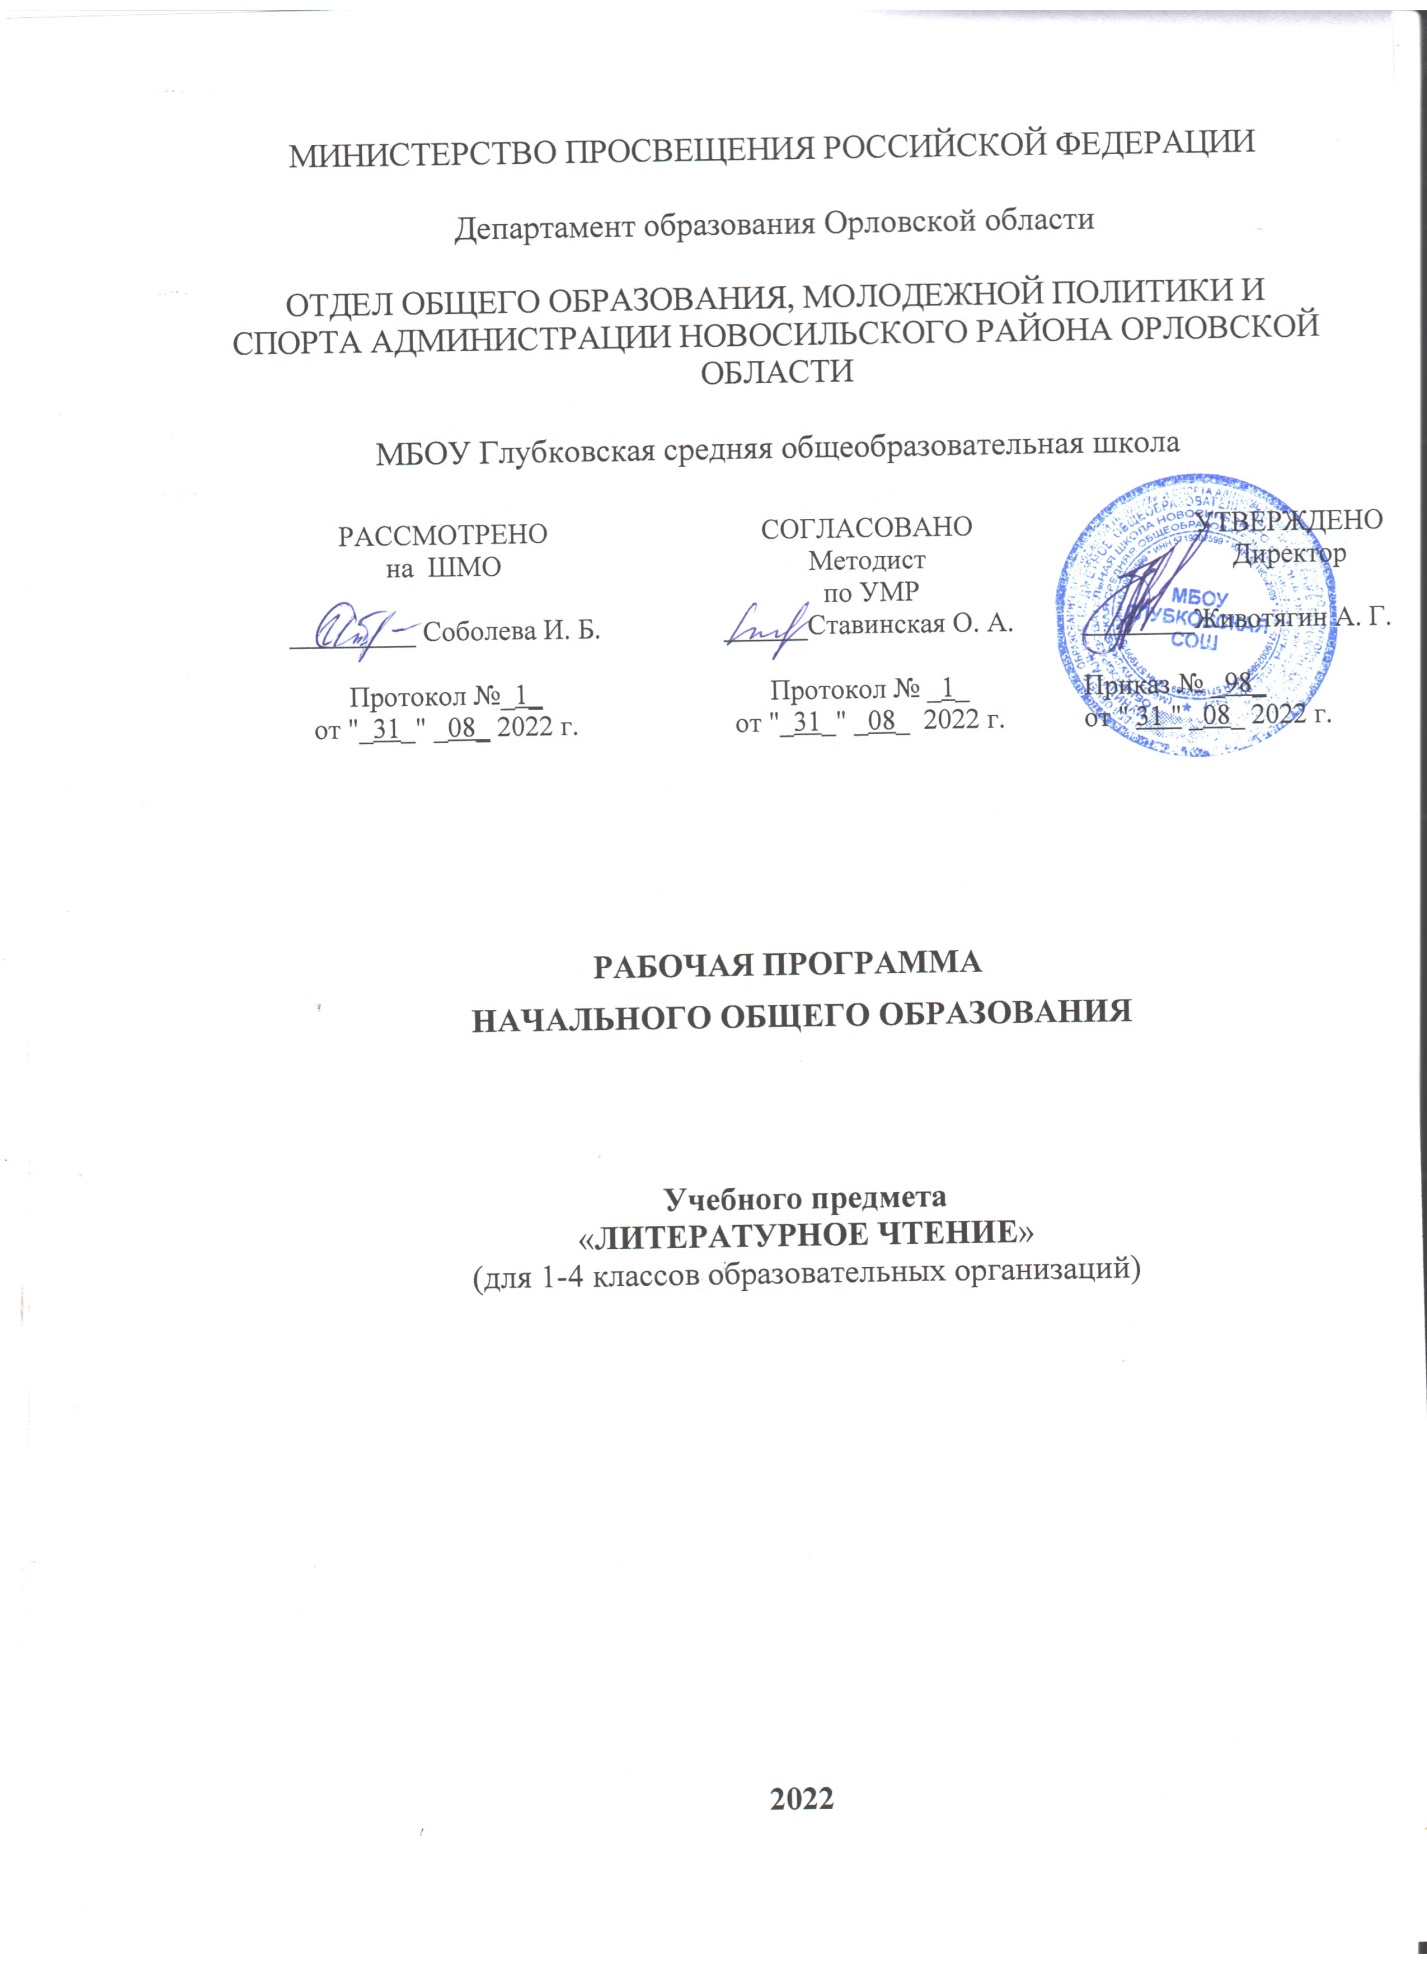 МИНИСТЕРСТВО ПРОСВЕЩЕНИЯ РОССИЙСКОЙ ФЕДЕРАЦИИ
Департамент образования Орловской области
ОТДЕЛ ОБЩЕГО ОБРАЗОВАНИЯ, МОЛОДЕЖНОЙ ПОЛИТИКИ И
СПОРТА АДМИНИСТРАЦИИ НОВОСИЛЬСКОГО РАЙОНА ОРЛОВСКОЙ
ОБЛАСТИ
МБОУ Глубковская средняя общеобразовательная школа
РАССМОТРЕНО
на ШМО
Соболева И. Б.
Протокол №_1_
от "_31_" _08_ 2022 г.
СОГЛАСОВАНО
Методист
по УМР
Ставинская О. А.
Протокол № _1_
от "_31_" _08_ 2022 г.
УТВЕРЖДЕНО
Директор
Животягин А. Г.
Приказ №_98_
от "_31_" _08_ 2022 г.
МБОУ
СОШ
РАБОЧАЯ ПРОГРАММА
НАЧАЛЬНОГО ОБЩЕГО ОБРАЗОВАНИЯ
Учебного предмета
«ЛИТЕРАТУРНОЕ ЧТЕНИЕ»
(для 1-4 классов образовательных организаций)
2022